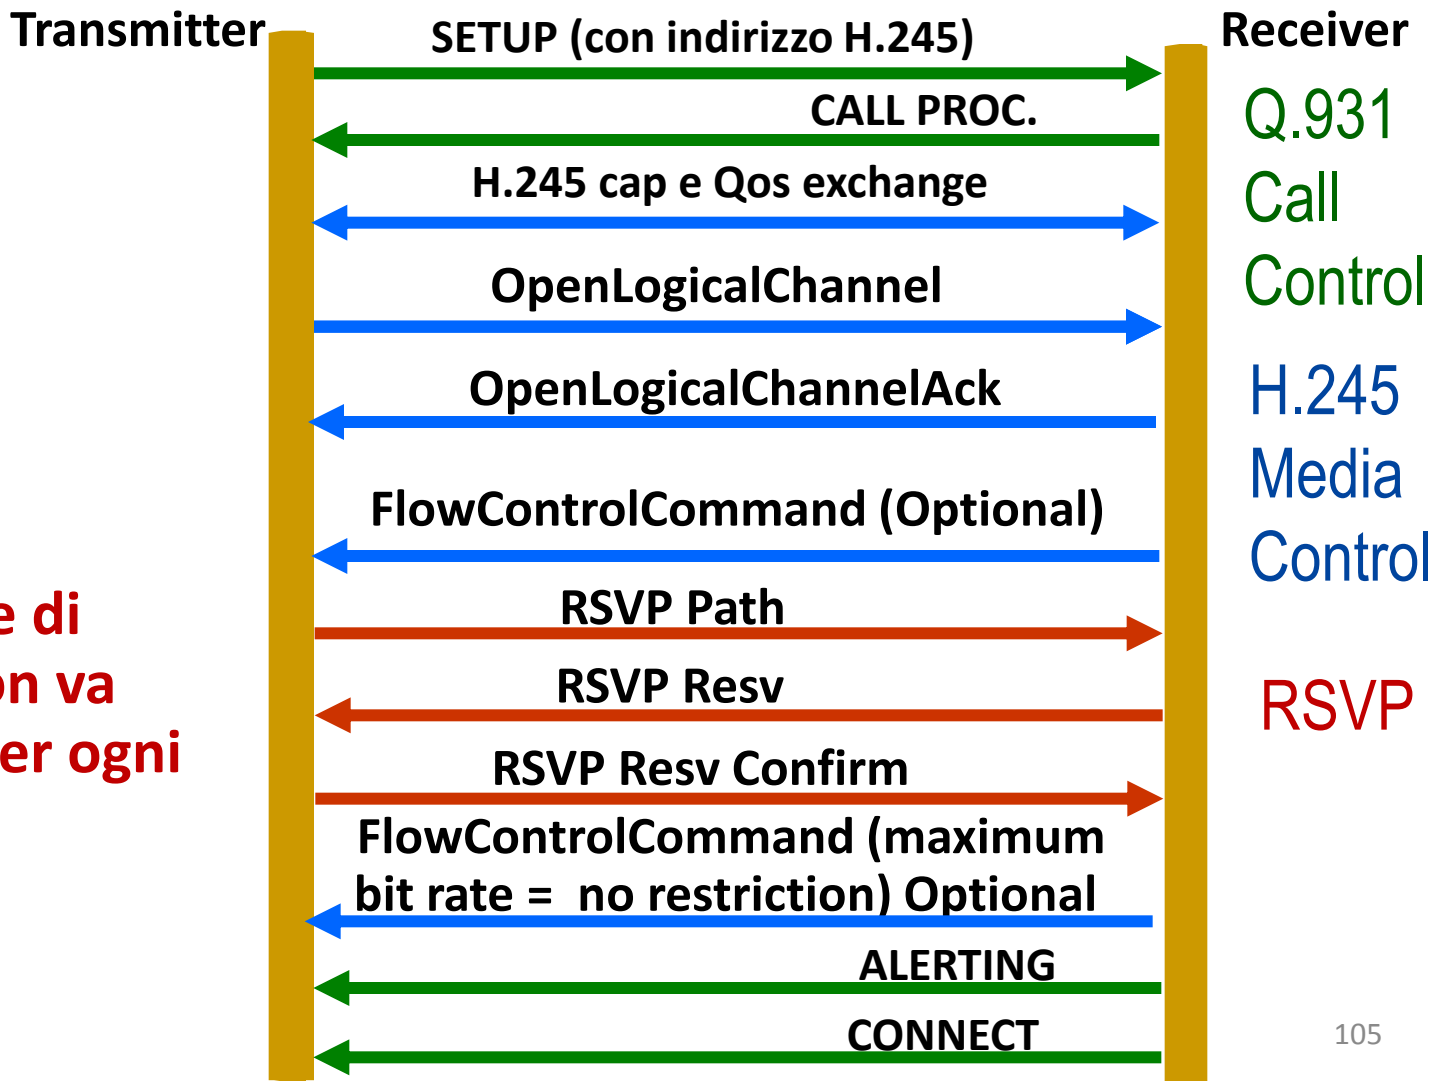 Transmitter
Receiver
SETUP (con indirizzo H.245)
CALL PROC.
H.245 cap e Qos exchange
OpenLogicalChannel
OpenLogicalChannelAck
FlowControlCommand (Optional)
RSVP Path
RSVP Resv
RSVP Resv Confirm
FlowControlCommand (maximum
bit rate = no restriction) Optional
ALERTING
CONNECT
Q.931
Call
Control
H.245
Media
Control
RSVP
e di
on va
er ogni
105